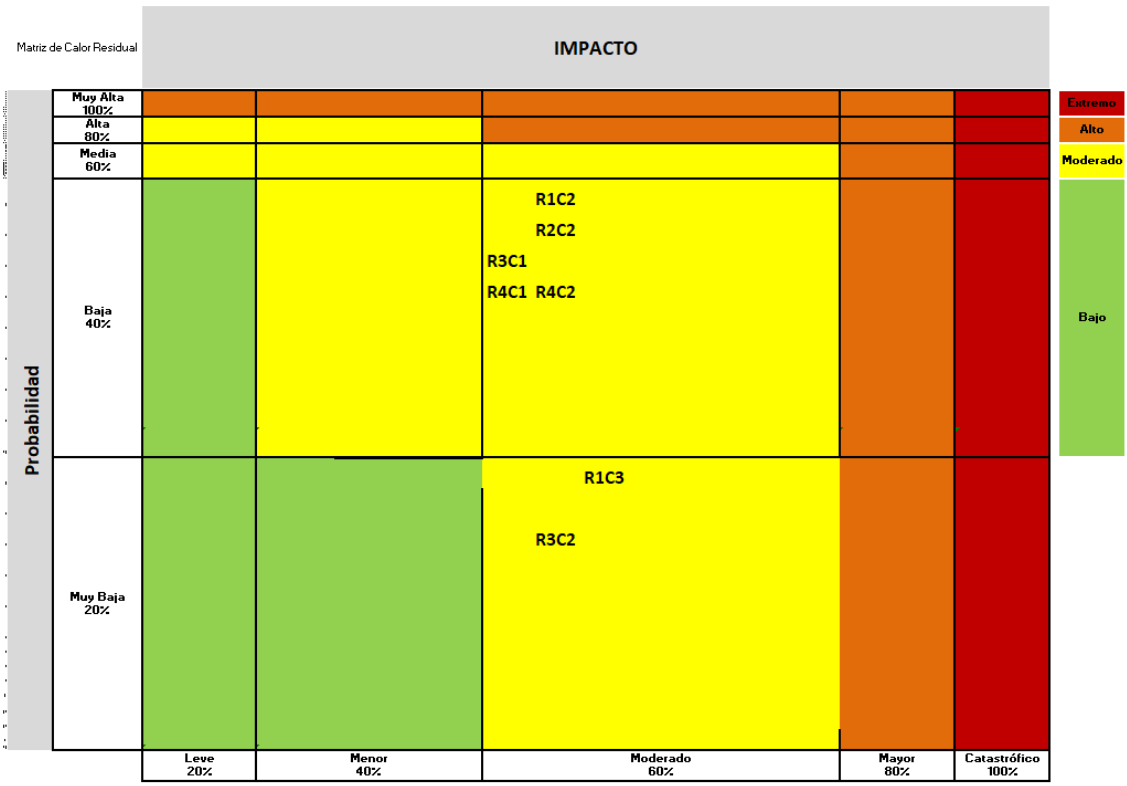 Matriz de Calor Residual
IMPACTO
Muy Alta
100%
Extremo
Alta
80%
Alto
Media
60%
Moderado
R1C2
R2C2
R3C1
R4C1 R4C2
Baja
40%
Bajo
Probabilidad
R1C3
R3C2
Muy Baja
20%
Leve
20%
Menor
40%
Moderado
60%
Mayor
80%
Catastrófico
100%